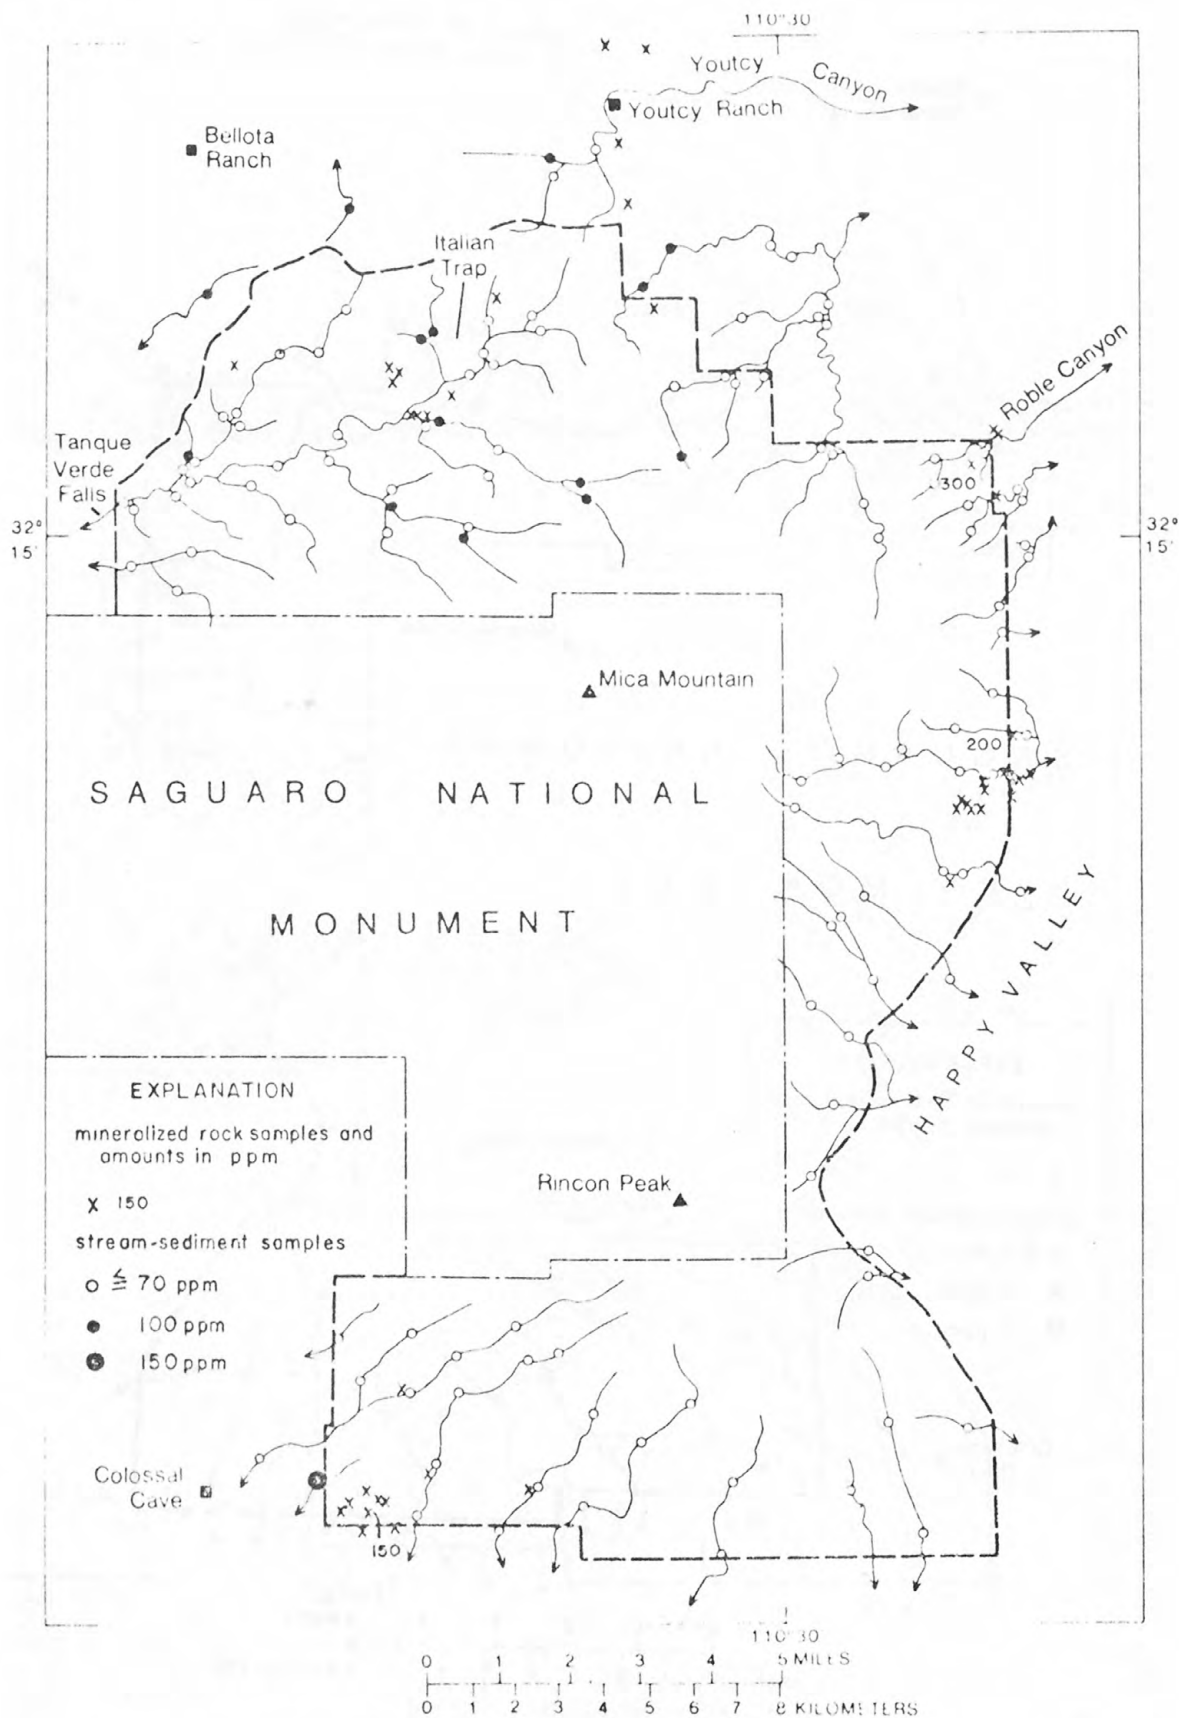 110°30
Youtcy
Canyon
Youtcy Ranch
Bellota
Ranch
Italian
Trap
Roble Canyon
Tanque
Verde
Falls
300
32°
15'
32°
15'
Mica Mountain
200
SAGUARO NATIONAL
MONUMENT
HAPPY VALLEY
EXPLANATION
mineralized rock samples and
amounts in ppm
X 150
stream-sediment samples
≤ 70 ppm
100 ppm
150 ppm
Rincon Peak
Colossal
Cave
150
110°30
0 1 2 3 4 5 MILES
0 1 2 3 4 5 6 7 8 KILOMETERS